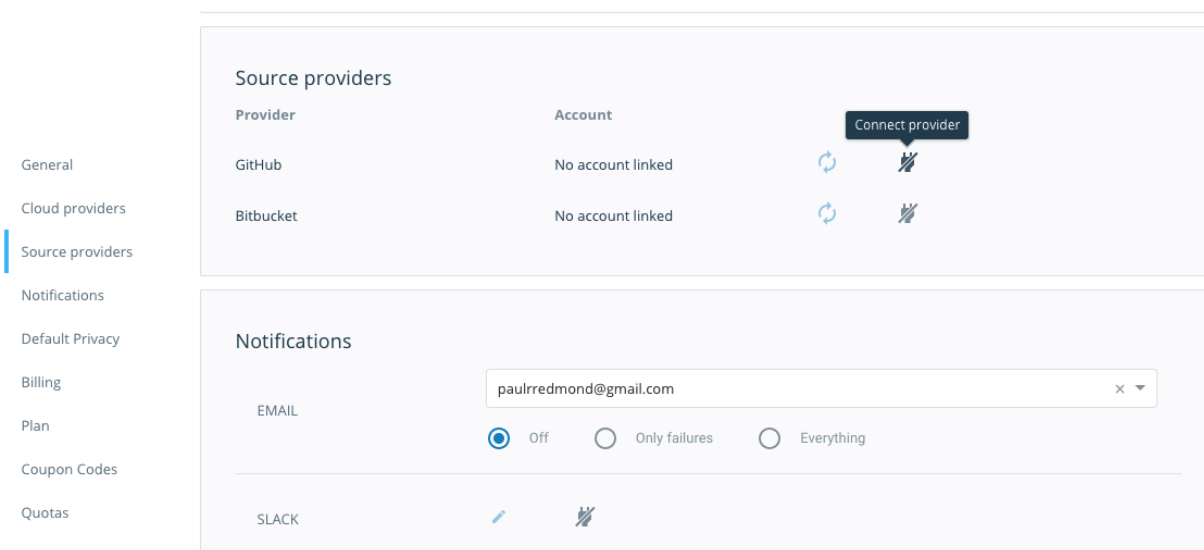 General
Cloud providers
Source providers
Notifications
Default Privacy
Billing
Plan
Coupon Codes
Quotas
Source providers
Provider Account
Connect provider
GitHub No account linked
Bitbucket No account linked
Notifications
EMAIL
paulrredmond@gmail.com
Off Only failures Everything
SLACK